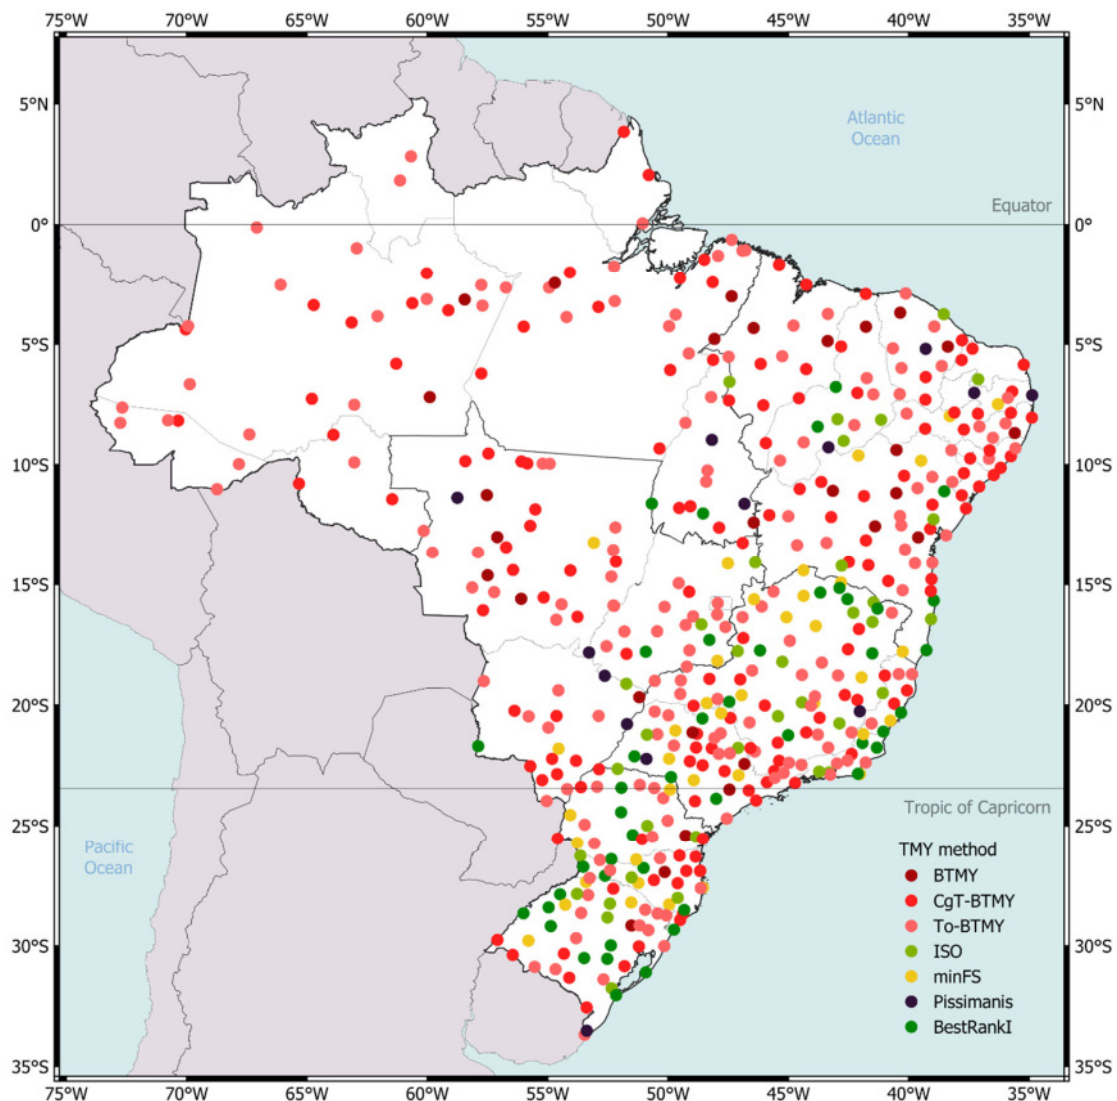 75°W 70°W 65°W 60°W 55°W 50°W 45°W 40°W 35°W
5°N 5°N
Atlantic
Ocean
Equator
0° 0°
5°S 5°S
10°S 10°S
15°S 15°S
20°S 20°S
Tropic of Capricorn
25°S 25°S
Pacific
Ocean
TMY method
BTMY
CgT-BTMY
To-BTMY
30°S 30°S
ISO
minFS
Pissimanis
BestRankI
35°S 35°S
75°W 70°W 65°W 60°W 55°W 50°W 45°W 40°W 35°W